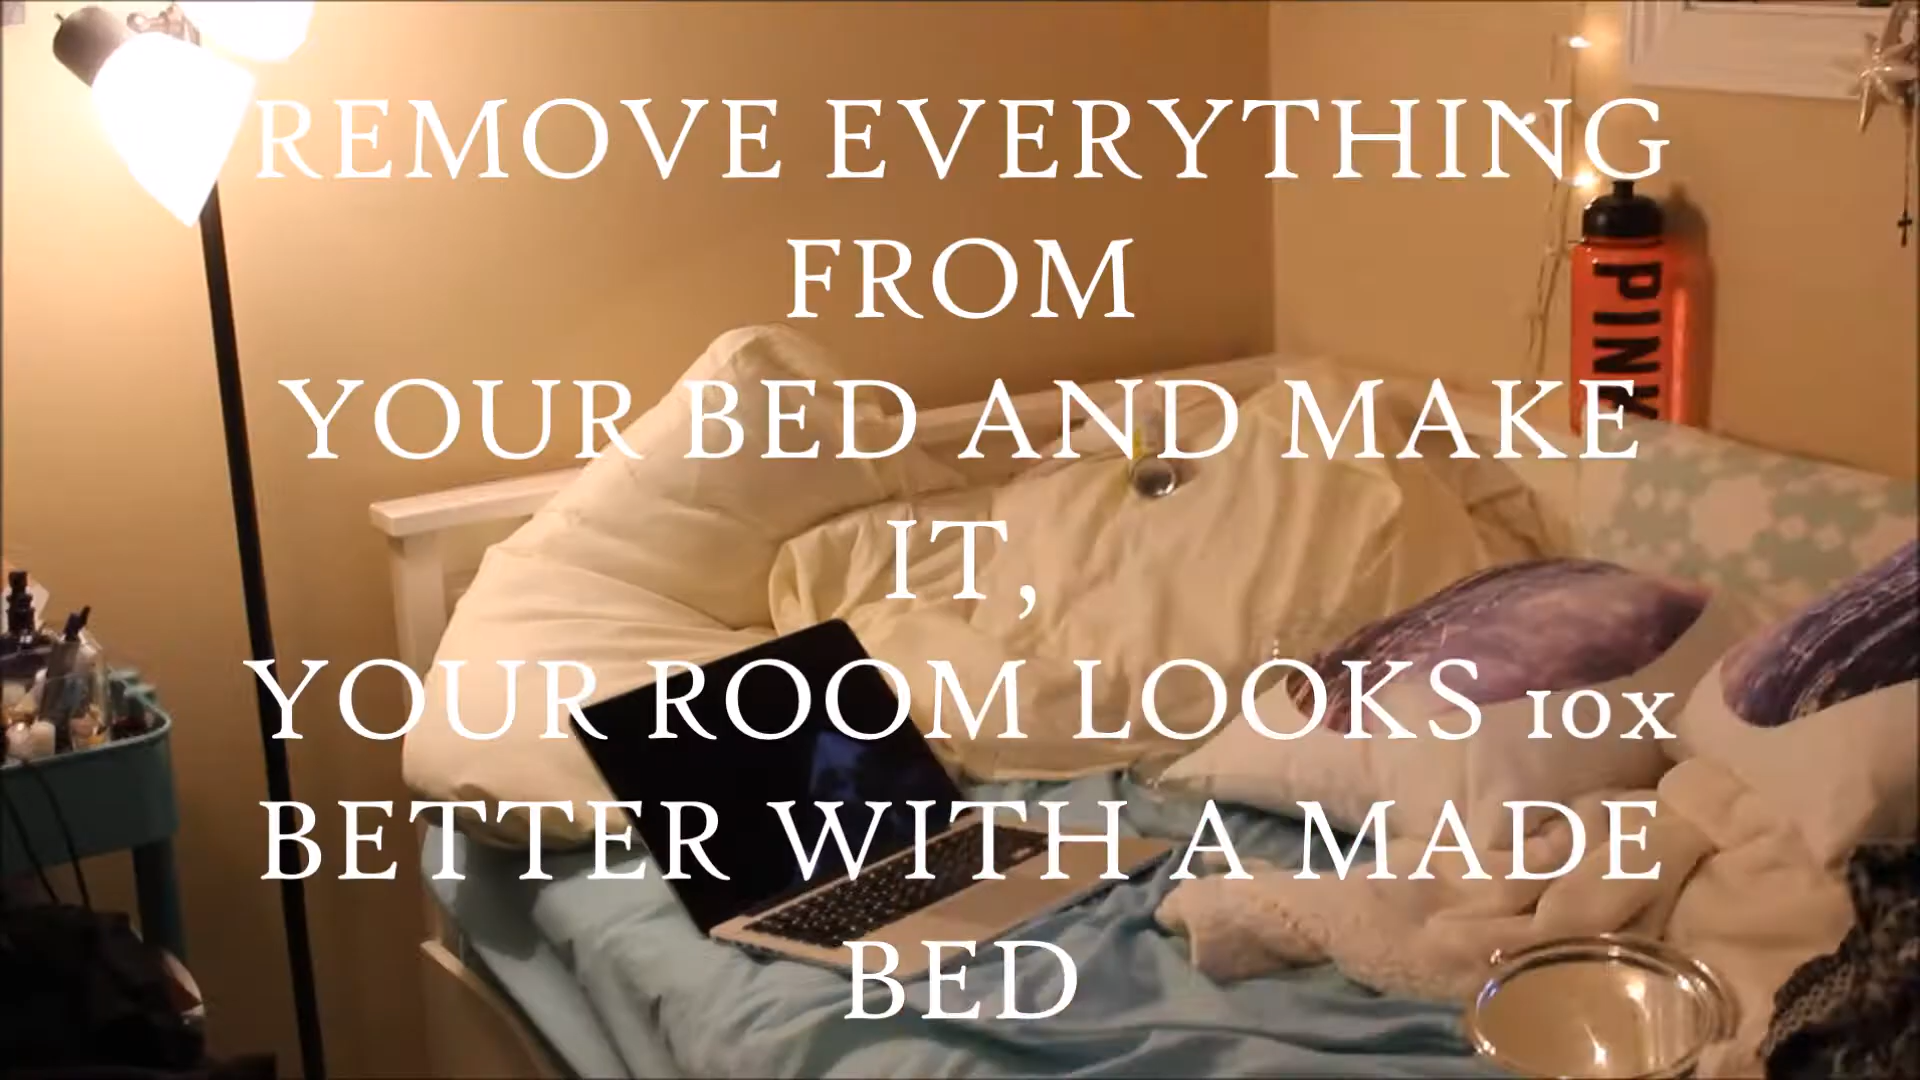 REMOVE EVERYTHING
FROM
YOUR BED AND MAKE
IT,
YOUR ROOM LOOKS 10x
BETTER WITH A MADE
BED
PINK